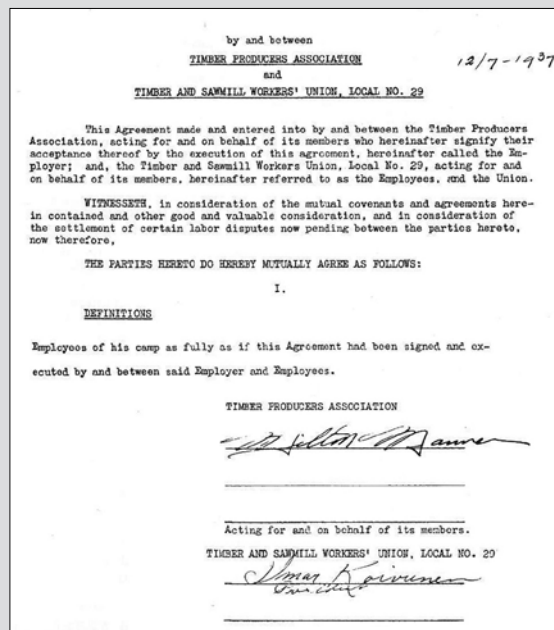 by and between
TIMBER PRODUCERS ASSOCIATION
12/7-1937
and
TIMBER AND SAWMILL WORKERS' UNION, LOCAL NO. 29
This Agreement made and entered into by and between the Timber Producers
Association, acting for and on behalf of its members who hereinafter signify their
acceptance thereof by the execution of this agreement, hereinafter called the Em-
ployer; and, the Timber and Sawmill Workers Union, Local No. 29, acting for and
on behalf of its members, hereinafter referred to as the Employees, and the Union.
WITNESSETH, in consideration of the mutual covenants and agreements here-
in contained and other good and valuable consideration, and in consideration of
the settlement of certain labor disputes now pending between the parties hereto,
now therefore,
THE PARTIES HERETO DO HEREBY MUTUALLY AGREE AS FOLLOWS:
I.
DEFINITIONS
Employees of his camp as fully as if this Agreement had been signed and ex-
ecuted by and between said Employer and Employees.
TIMBER PRODUCERS ASSOCIATION
Acting for and on behalf of its members.
TIMBER AND SAWMILL WORKERS' UNION, LOCAL NO. 29
Ilmar Koivunen
President